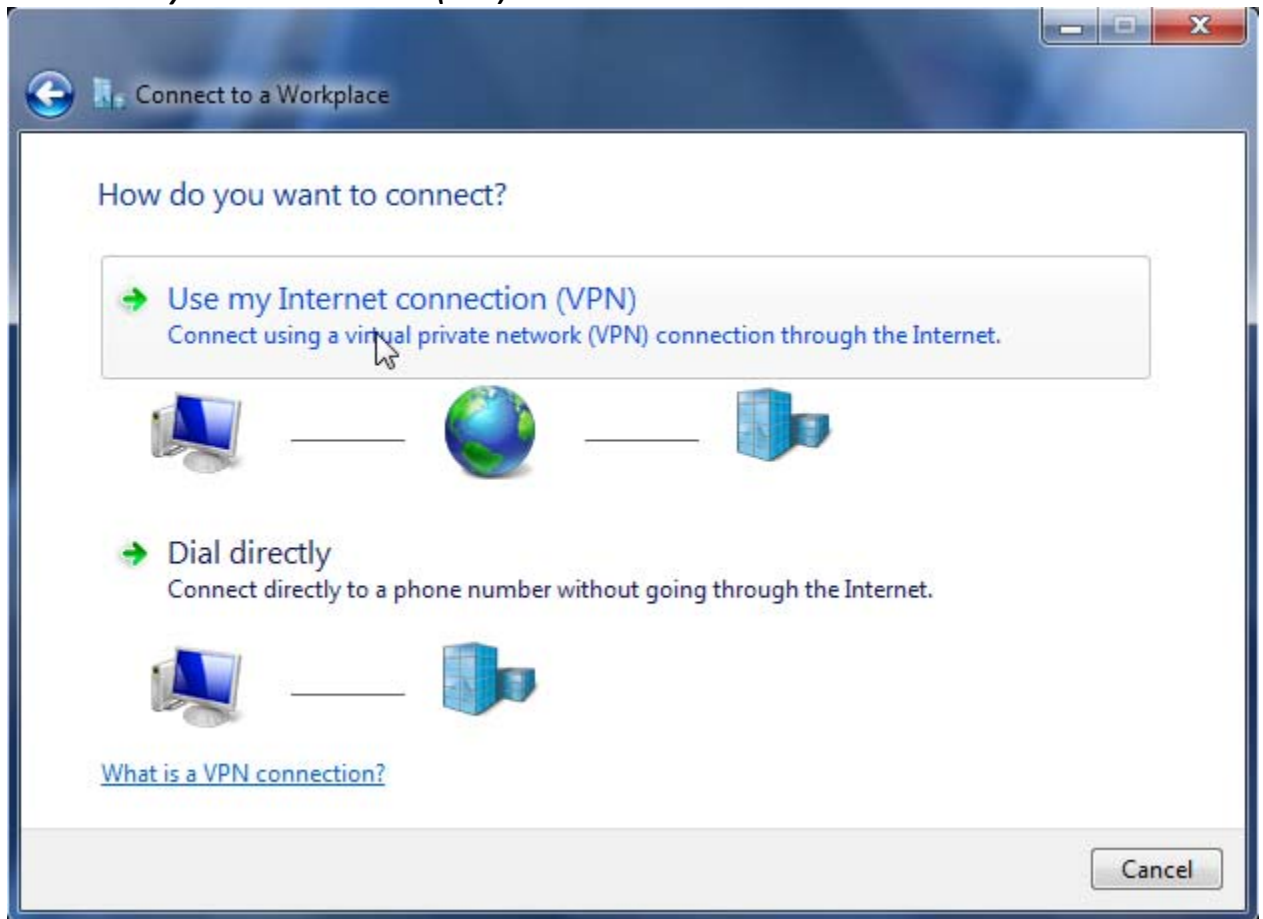 Connect to a Workplace
How do you want to connect?
Use my Internet connection (VPN)
Connect using a virtual private network (VPN) connection through the Internet.
Dial directly
Connect directly to a phone number without going through the Internet.
What is a VPN connection?
Cancel